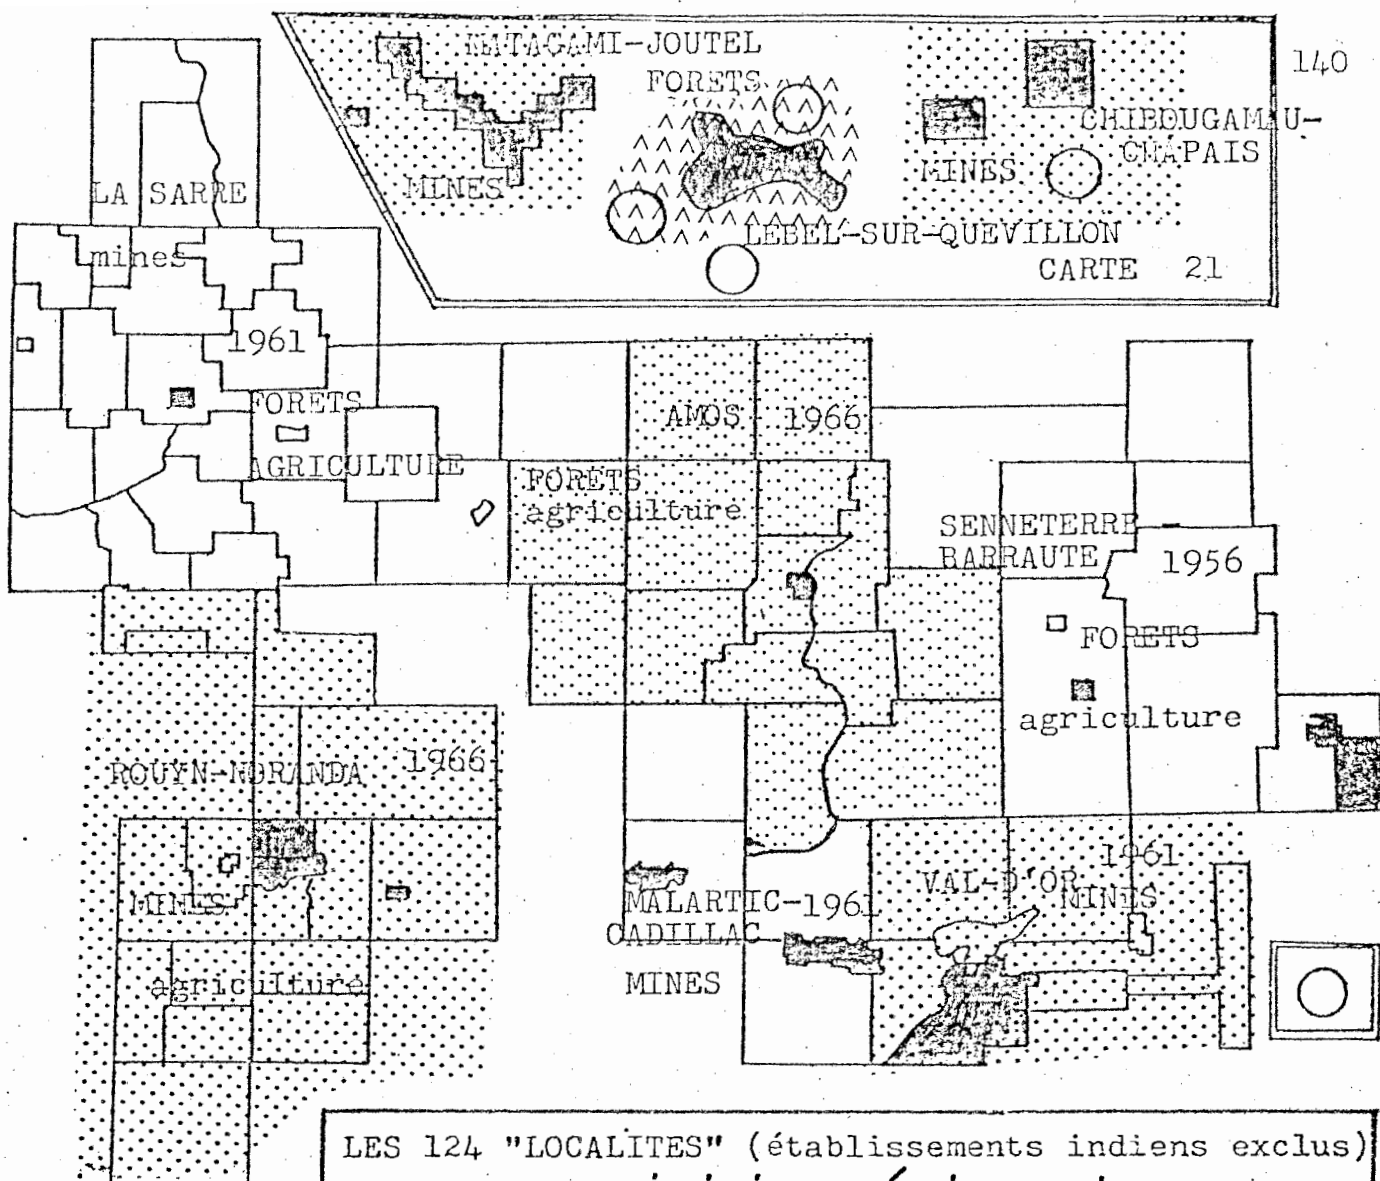 MATAGAMI-JOUTEL
FORETS
140
CHIBOUGAMAU-
CHAPAIS
MINES
MINES
LEBEL-SUR-QUEVILLON
CARTE 21
LA SARRE
mines
1961
FORETS
AGRICULTURE
AMOS 1966
FORETS
agriculture
SENNETERRE
BARRAUTE
1956
FORETS
agriculture
ROUYN-NORANDA 1966
MINES
agriculture
MALARTIC-1961
CADILLAC
MINES
1961
VAL-D'OR
MINES
LES 124 "LOCALITES" (établissements indiens exclus)